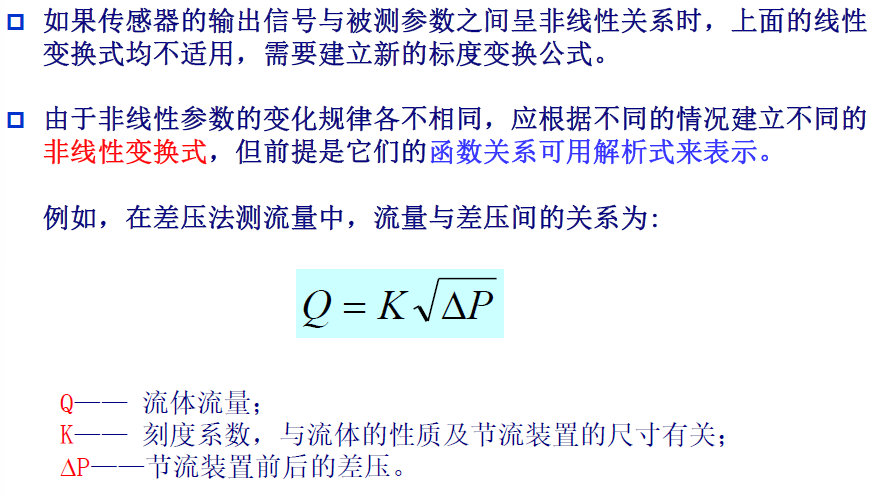 如果传感器的输出信号与被测参数之间呈非线性关系时，上面的线性
变换式均不适用，需要建立新的标度变换公式。
由于非线性参数的变化规律各不相同，应根据不同的情况建立不同的
非线性变换式，但前提是它们的函数关系可用解析式来表示。
例如，在差压法测流量中，流量与差压间的关系为:
Q = K√ΔP
Q—— 流体流量；
K—— 刻度系数，与流体的性质及节流装置的尺寸有关；
ΔP——节流装置前后的差压。